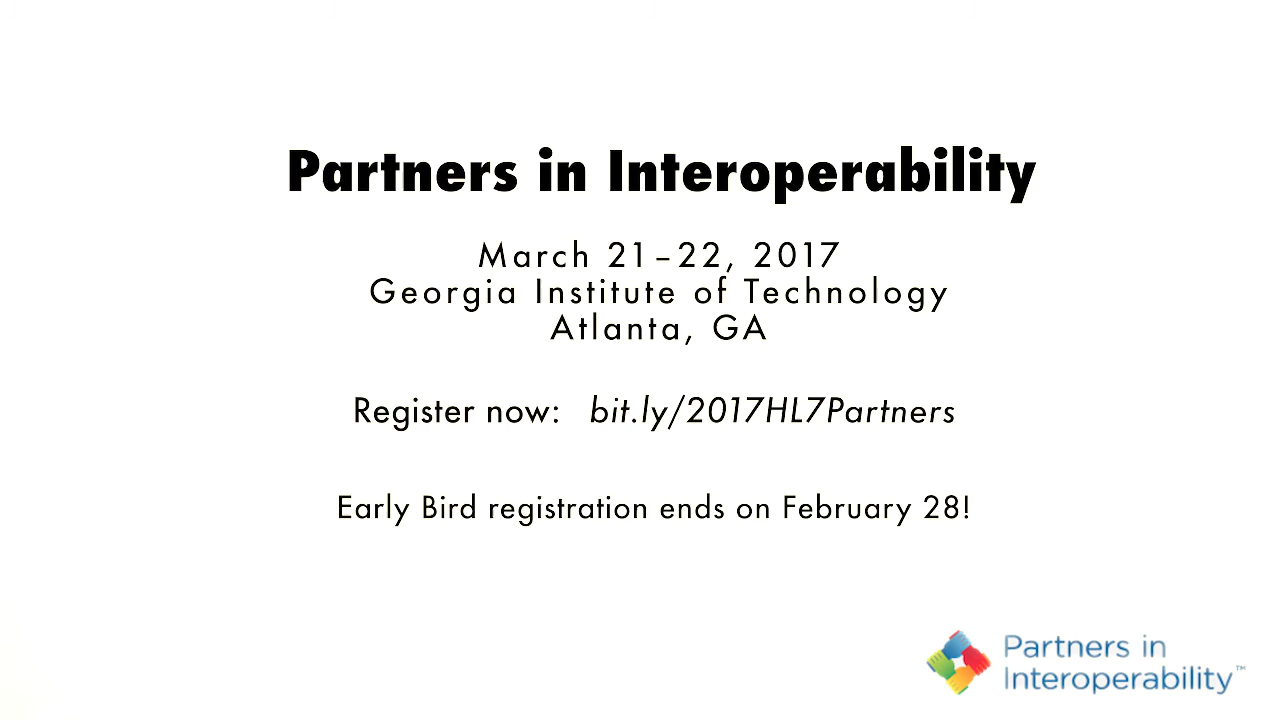 Partners in Interoperability
March 21–22, 2017
Georgia Institute of Technology
Atlanta, GA
Register now: bit.ly/2017HL7Partners
Early Bird registration ends on February 28!
Partners in
Interoperability™